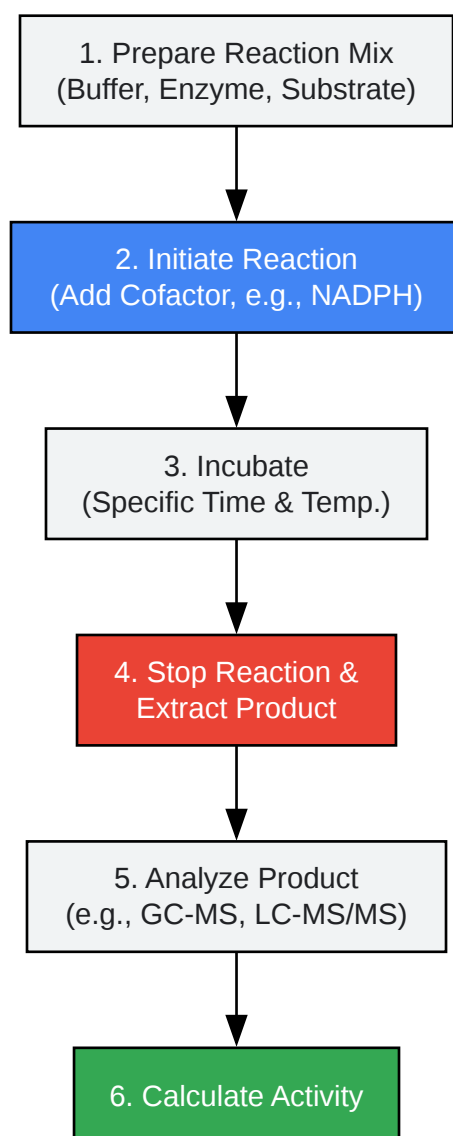 1. Prepare Reaction Mix
(Buffer, Enzyme, Substrate)
2. Initiate Reaction
(Add Cofactor, e.g., NADPH)
3. Incubate
(Specific Time & Temp.)
4. Stop Reaction &
Extract Product
5. Analyze Product
(e.g., GC-MS, LC-MS/MS)
6. Calculate Activity